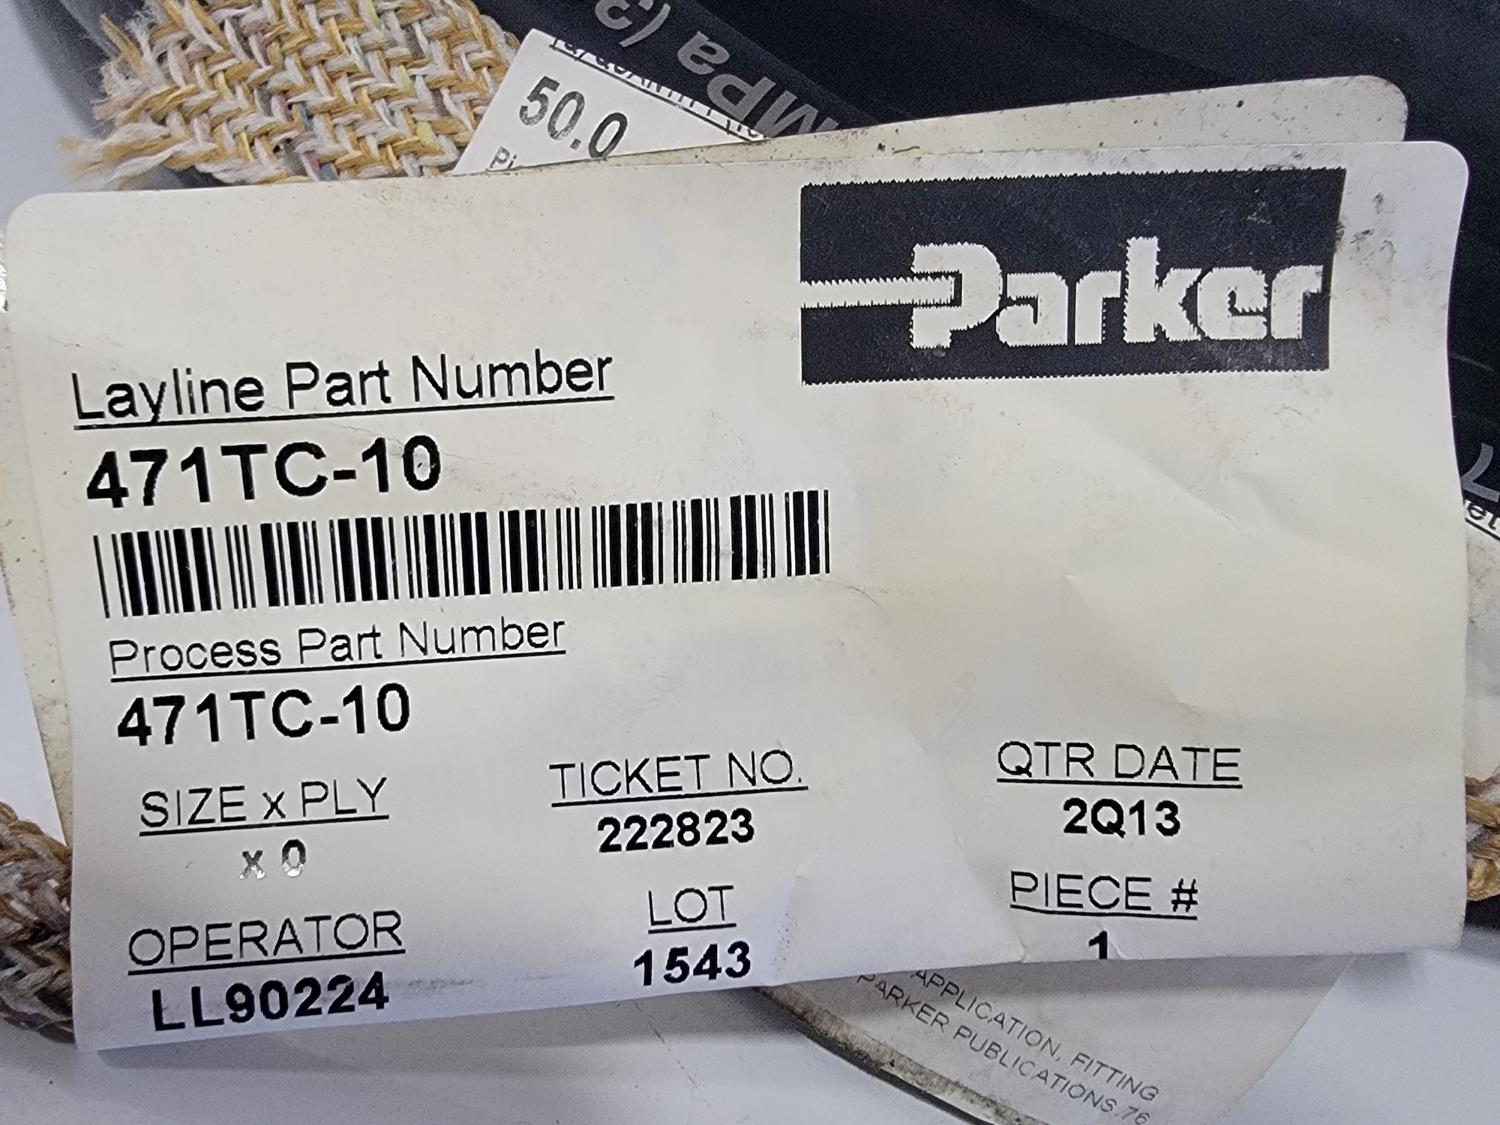 MPa (3
50.0
Parker
Layline Part Number
471TC-10
Process Part Number
471TC-10
SIZE x PLY
x 0
TICKET NO.
222823
QTR DATE
2Q13
OPERATOR
LL90224
LOT
1543
PIECE #
1
APPLICATION, FITTING
PARKER PUBLICATIONS,76